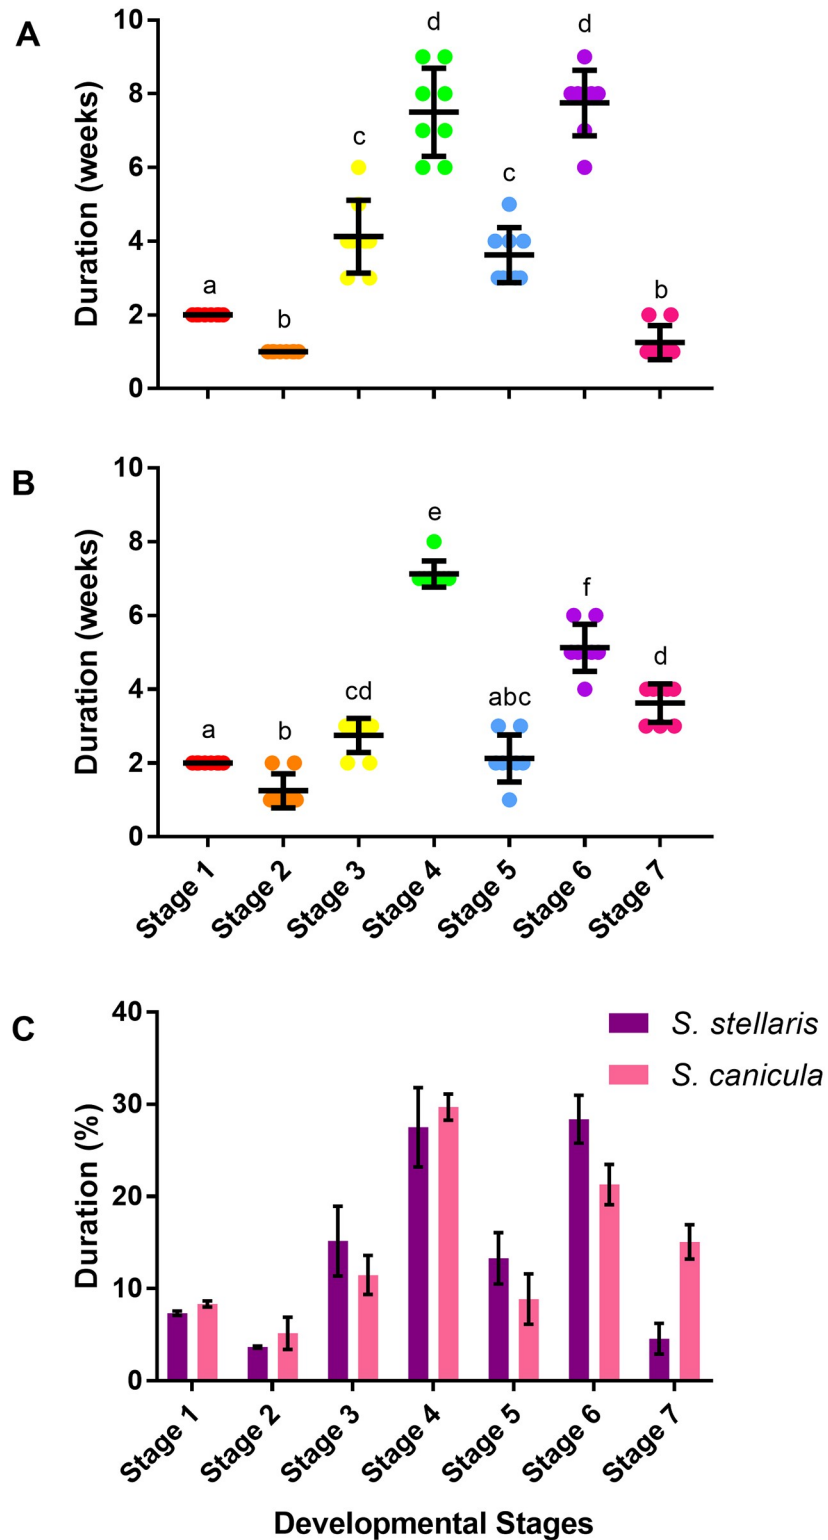 A
Duration (weeks)
10
8
6
4
2
0
a
b
c
d
c
d
b
B
Duration (weeks)
10
8
6
4
2
0
a
b
cd
e
abc
f
d
Stage 1
Stage 2
Stage 3
Stage 4
Stage 5
Stage 6
Stage 7
C
Duration (%)
40
30
20
10
0
S. stellaris
S. canicula
Stage 1
Stage 2
Stage 3
Stage 4
Stage 5
Stage 6
Stage 7
Developmental Stages